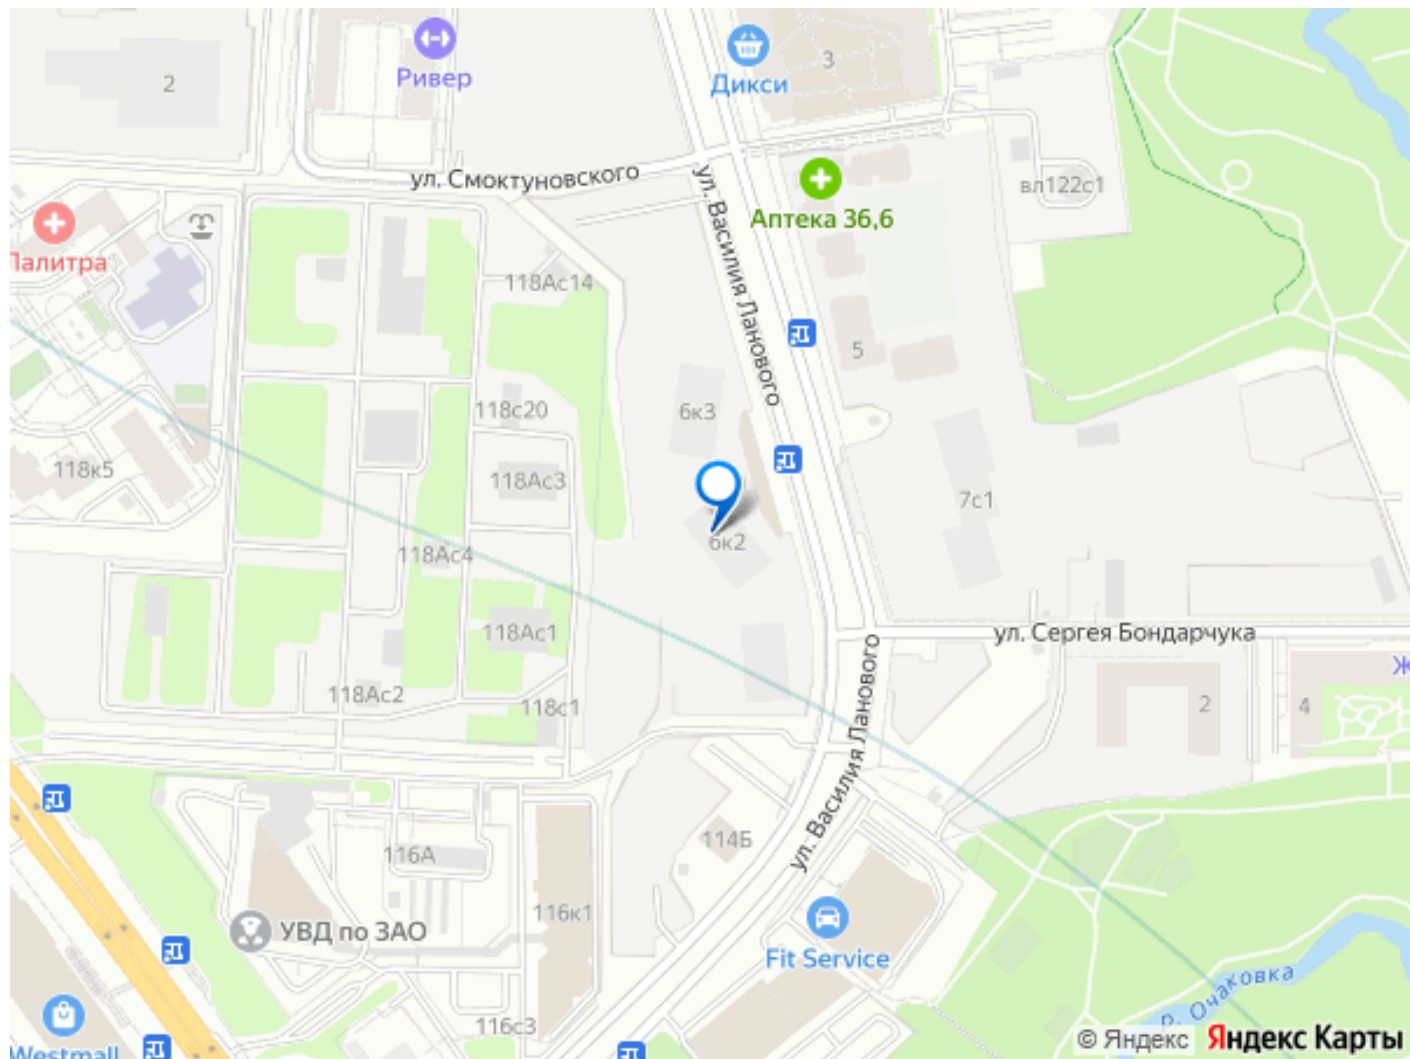 2
Ривер
Дикси
3
ул. Смоктуновского
ул. Василия Ланового
Аптека 36,6
вл122с1
Палитра
118Ас14
5
6к3
118с20
118к5
118Ас3
7с1
6к2
118Ас4
118Ас1
ул. Сергея Бондарчука
118Ас2
118с1
ул. Василия Ланового
2
4
Ж
114Б
116А
116к1
УВД по ЗАО
Fit Service
р. Очаковка
116с3
Westmall
© Яндекс Яндекс Карты